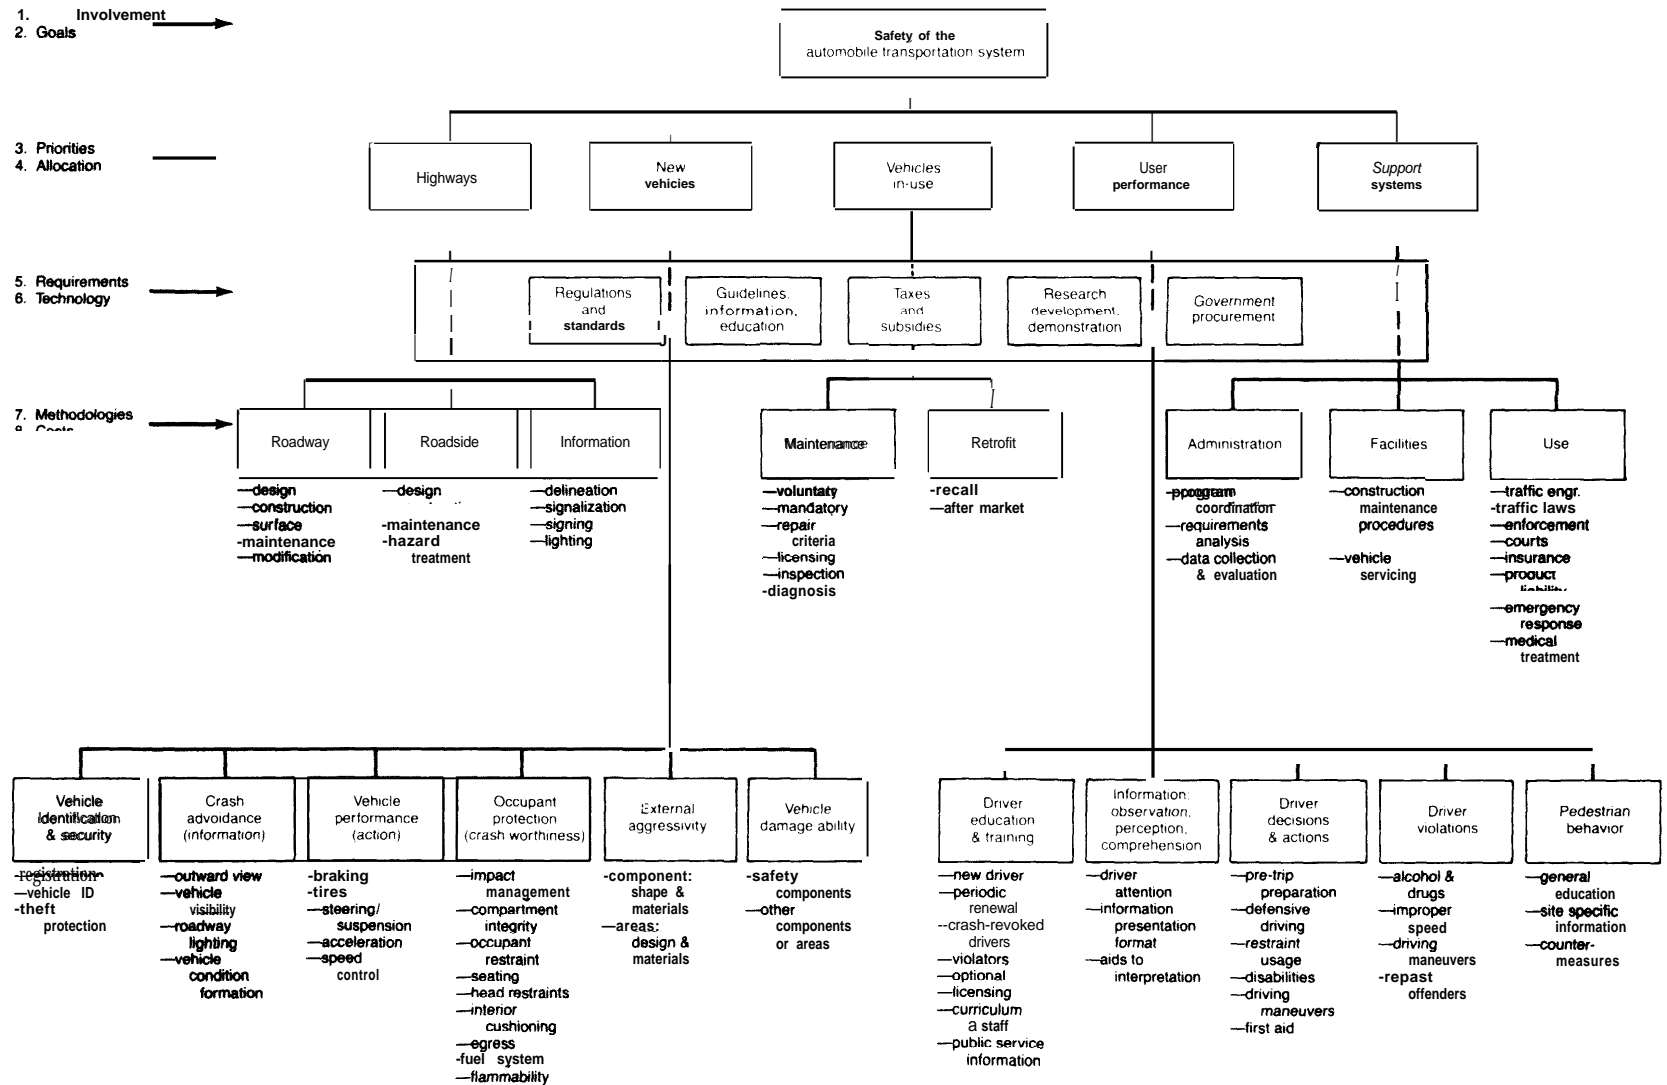 1. Involvement
2. Goals
Safety of the
automobile transportation system
3. Priorities
4. Allocation
Highways
New
vehicies
Vehicles
in-use
User
performance
Support
systems
5. Requirements
6. Technology
Regulations
and
standards
Guidelines,
information,
education
Taxes
and
subsidies
Research
development,
demonstration
Government
procurement
7. Methodologies
8. Costs
Roadway
Roadside
Information
Maintenance
Retrofit
Administration
Facilities
Use
—design
—construction
—surface
-maintenance
—modification
—design
-maintenance
-hazard
treatment
—delineation
—signalization
—signing
—lighting
—voluntary
—mandatory
—repair
criteria
—licensing
—inspection
-diagnosis
-recall
—after market
—program
coordination
—requirements
analysis
—data collection
& evaluation
—construction
maintenance
procedures
—vehicle
servicing
—traffic engr.
-traffic laws
—enforcement
—courts
—insurance
—product
liability
—emergency
response
—medical
treatment
Vehicle
Identification
& security
Crash
advoidance
(information)
Vehicle
performance
(action)
Occupant
protection
(crash worthiness)
External
aggressivity
Vehicle
damage ability
Driver
education
& training
Information:
observation,
perception,
comprehension
Driver
decisions
& actions
Driver
violations
Pedestrian
behavior
-registration-
—vehicle ID
-theft
protection
—outward view
—vehicle
visibility
—roadway
lighting
—vehicle
condition
formation
-braking
-tires
—steering/
suspension
—acceleration
—speed
control
—impact
management
—compartment
integrity
—occupant
restraint
—seating
—head restraints
—interior
cushioning
—egress
-fuel system
—flammability
-component:
shape &
materials
—areas:
design &
materials
-safety
components
—other
components
or areas
—new driver
—periodic
renewal
--crash-revoked
drivers
—violators
—optional
—licensing
—curriculum
a staff
—public service
information
—driver
attention
—information
presentation
format
—aids to
interpretation
—pre-trip
preparation
—defensive
driving
—restraint
usage
—disabilities
—driving
maneuvers
—first aid
—alcohol &
drugs
—improper
speed
—driving
maneuvers
-repast
offenders
—general
education
—site specific
information
—counter-
measures